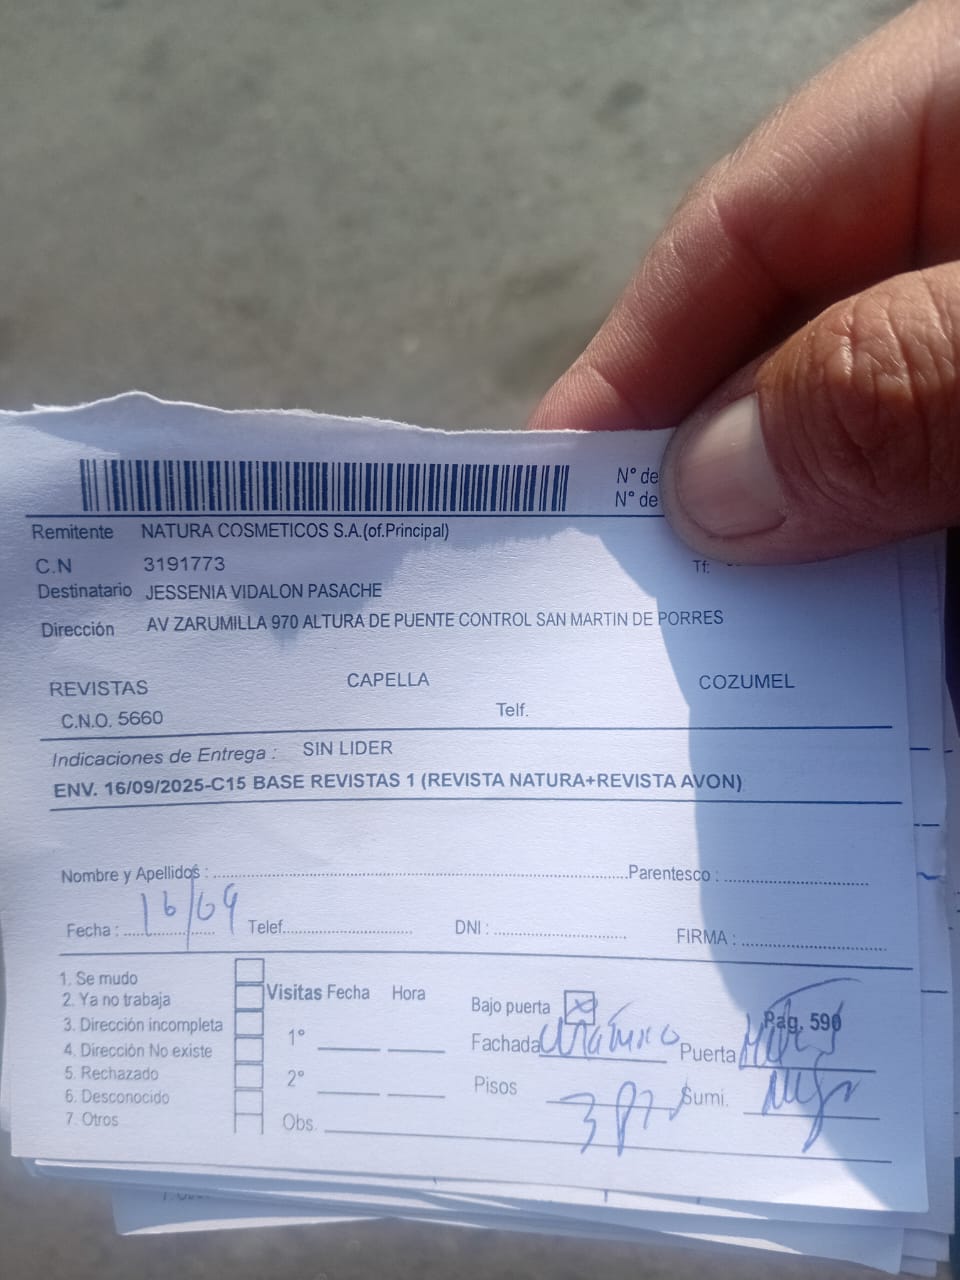 N° de
N° de
Remitente NATURA COSMETICOS S.A.(of.Principal)
C.N 3191773
Tf:
Destinatario JESSENIA VIDALON PASACHE
Dirección AV ZARUMILLA 970 ALTURA DE PUENTE CONTROL SAN MARTIN DE PORRES
REVISTAS CAPELLA COZUMEL
C.N.O. 5660 Telf.
Indicaciones de Entrega : SIN LIDER
ENV. 16/09/2025-C15 BASE REVISTAS 1 (REVISTA NATURA+REVISTA AVON)
Nombre y Apellidos : Parentesco :
Fecha : 16/09 Telef. DNI : FIRMA :
1. Se mudo
2. Ya no trabaja
3. Dirección incompleta
4. Dirección No existe
5. Rechazado
6. Desconocido
7. Otros
Visitas Fecha Hora
1°
2°
Obs.
Bajo puerta
Pag. 590
Fachada Puerta
Pisos 3 Sumi.